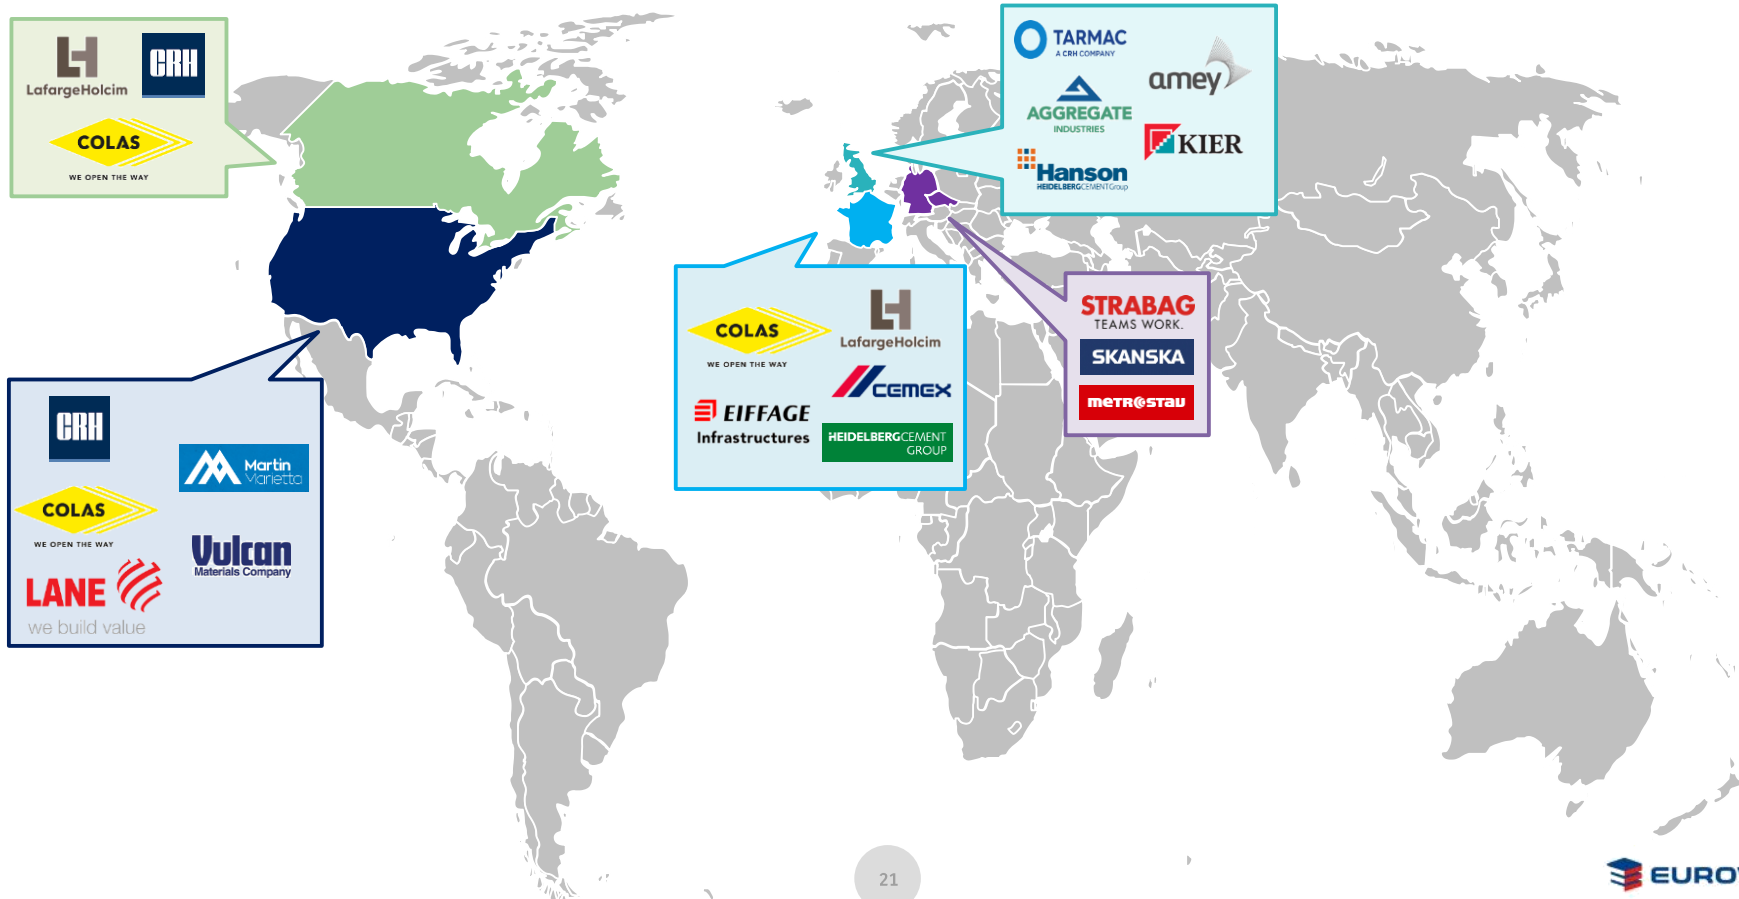 LafargeHolcim
CRH
COLAS
WE OPEN THE WAY
TARMAC
A CRH COMPANY
amey
AGGREGATE
INDUSTRIES
KIER
Hanson
HEIDELBERGCEMENTGroup
COLAS
WE OPEN THE WAY
LafargeHolcim
CEMEX
EIFFAGE
Infrastructures
HEIDELBERGCEMENT
GROUP
STRABAG
TEAMS WORK.
SKANSKA
METROSTAV
CRH
Martin
Marietta
COLAS
WE OPEN THE WAY
Vulcan
Materials Company
LANE
we build value
21